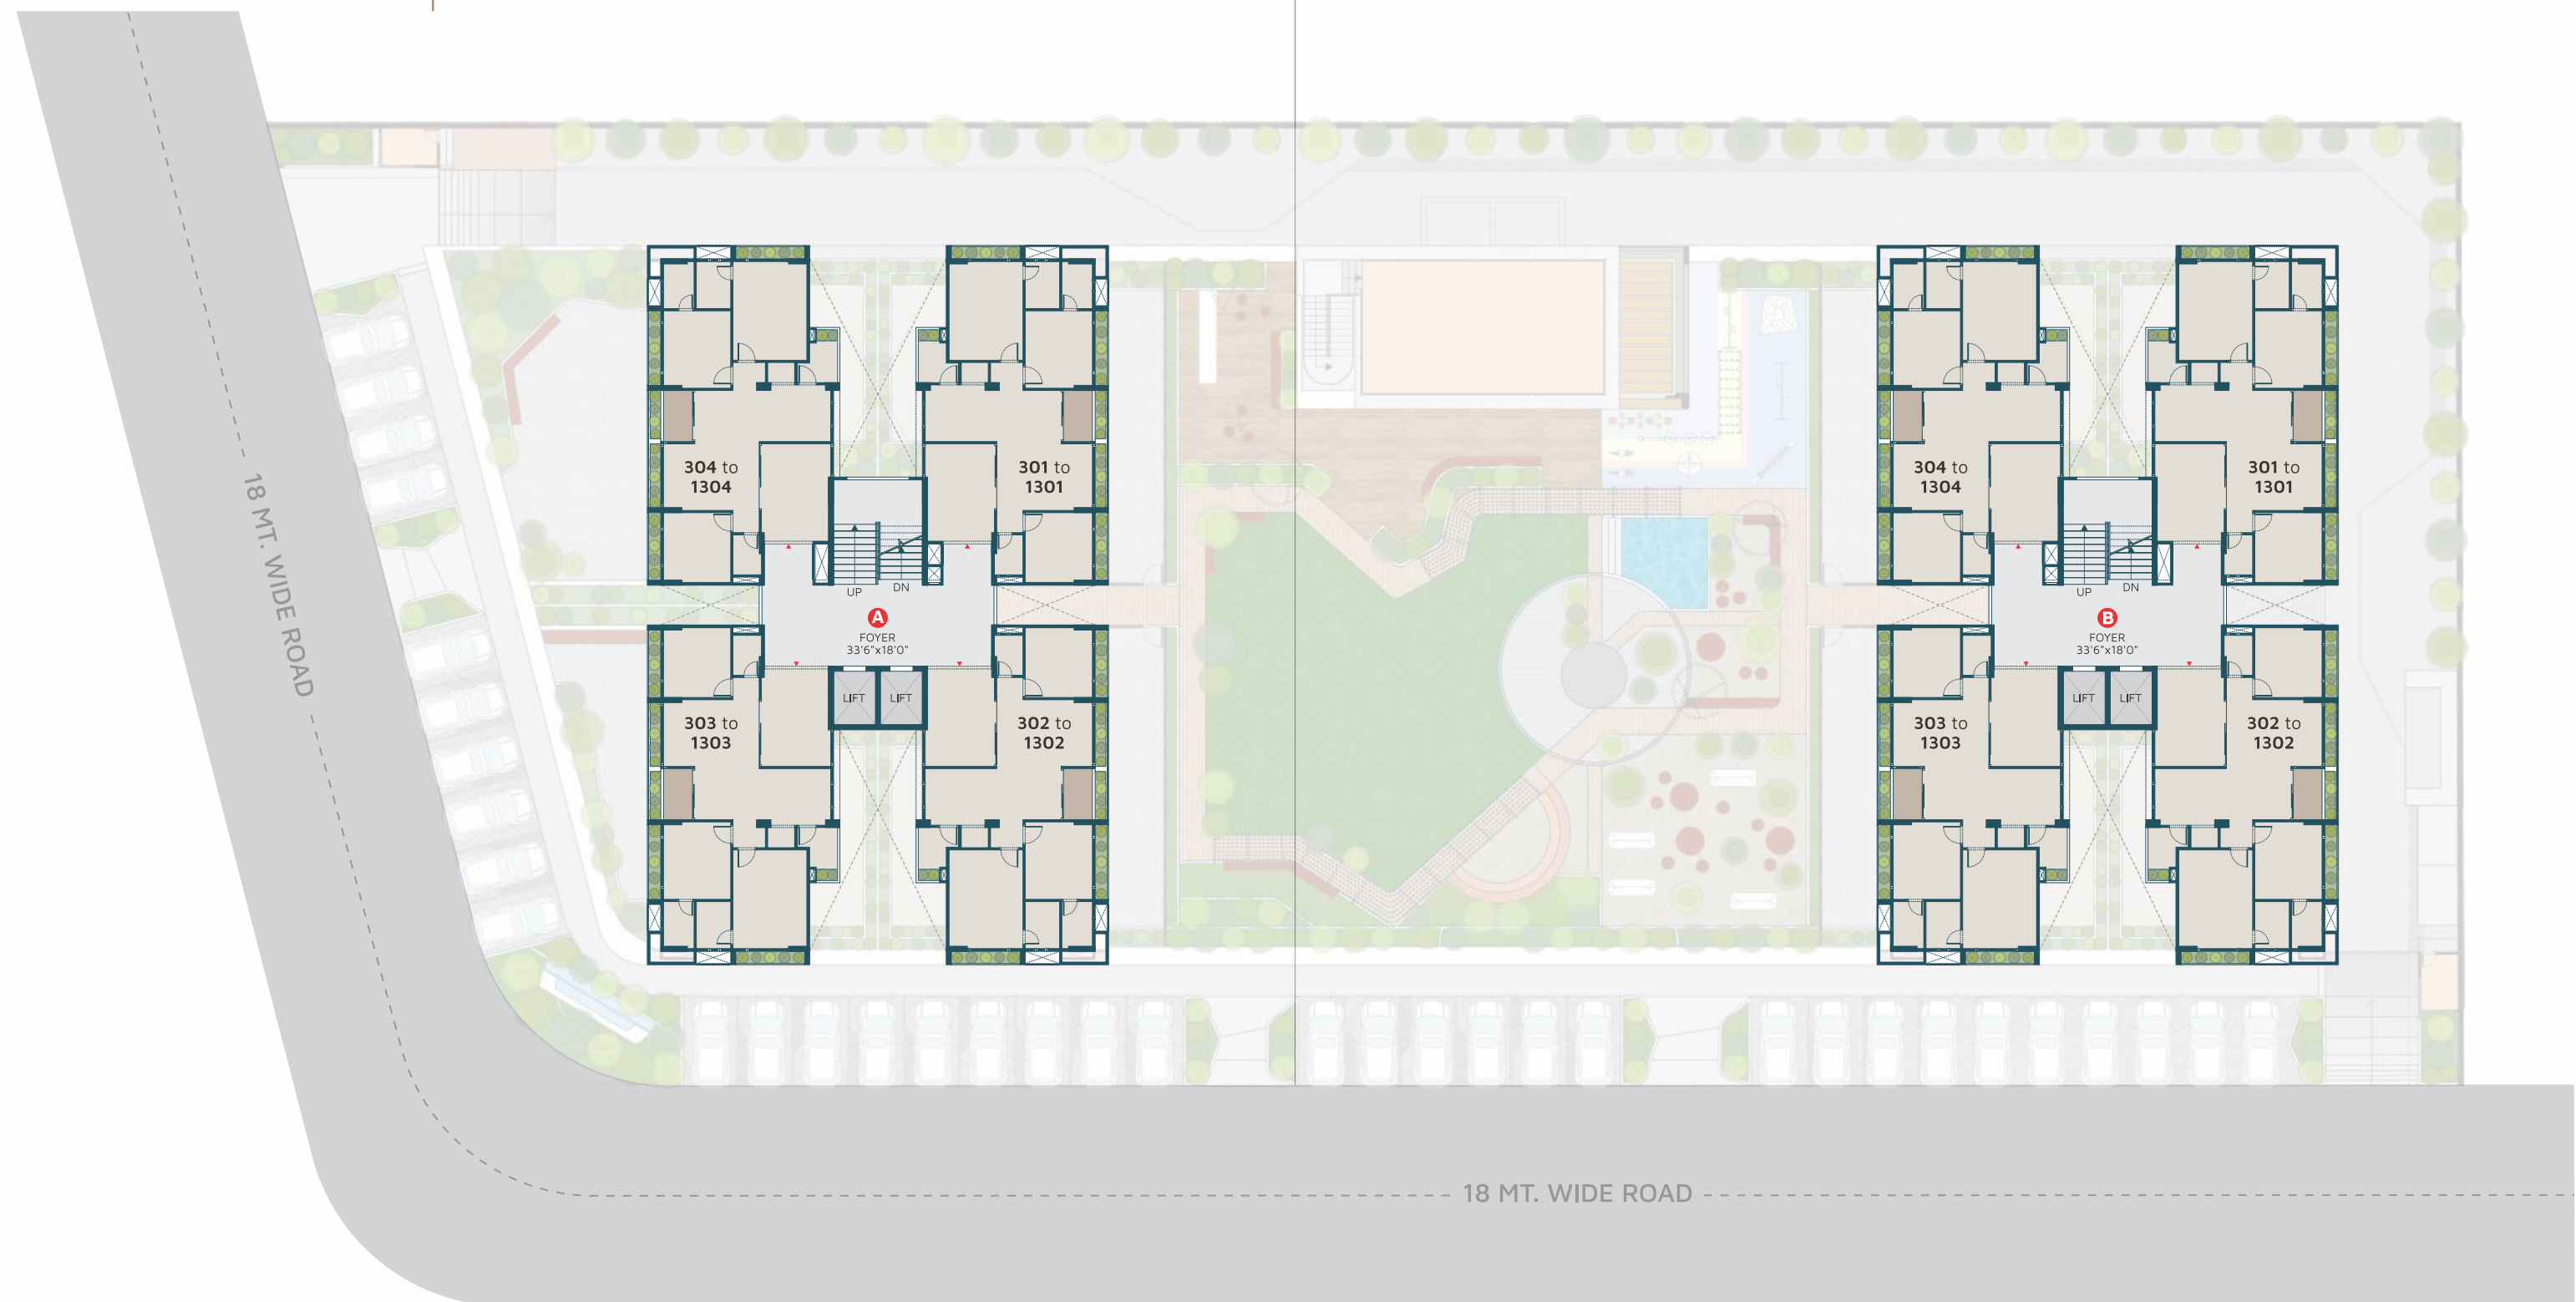 18 MT. WIDE ROAD
304 to
1304
301 to
1301
UP
DN
A
FOYER
33'6"x18'0"
LIFT
LIFT
303 to
1303
302 to
1302
304 to
1304
301 to
1301
UP
DN
B
FOYER
33'6"x18'0"
LIFT
LIFT
303 to
1303
302 to
1302
18 MT. WIDE ROAD